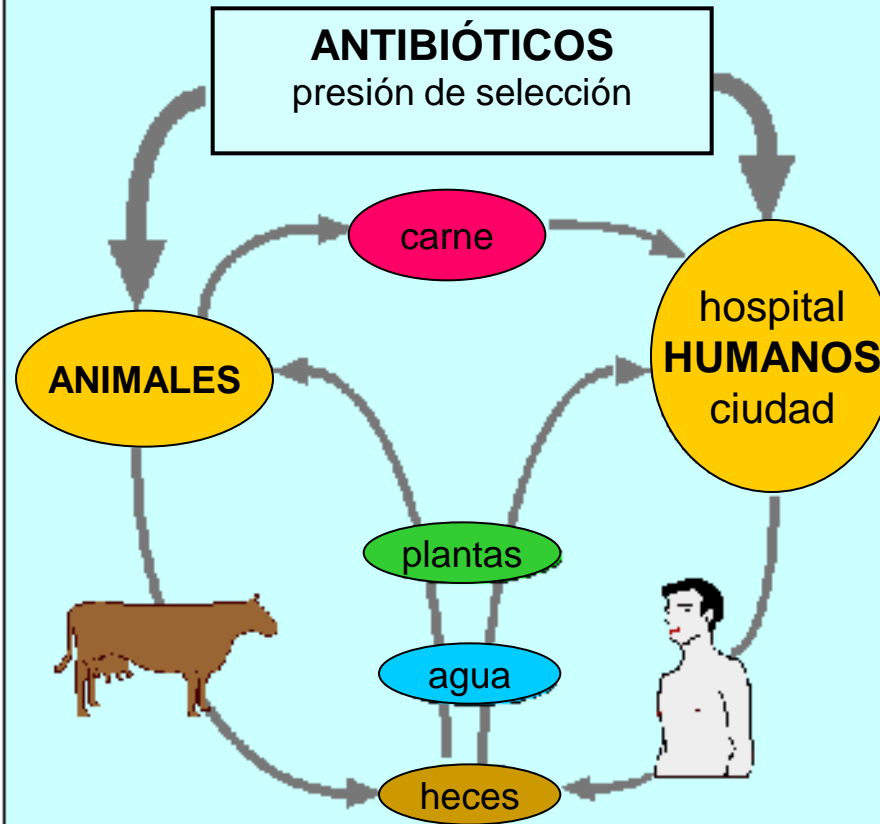 ANTIBIÓTICOS
presión de selección
carne
hospital
HUMANOS
ciudad
ANIMALES
plantas
agua
heces